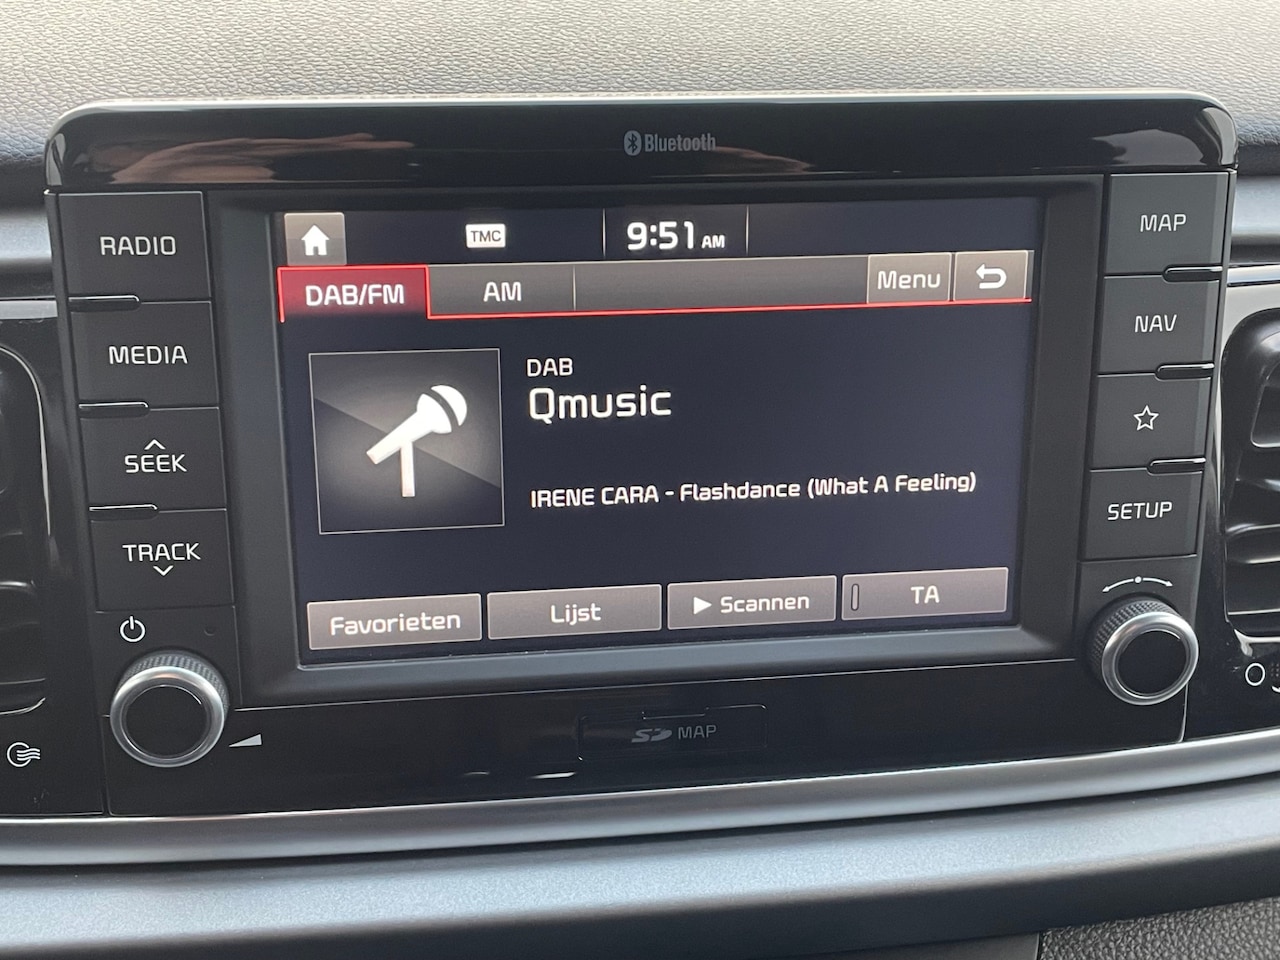 Bluetooth
RADIO
MEDIA
SEEK
TRACK
TMC
9:51 AM
DAB/FM
AM
Menu
DAB
Qmusic
IRENE CARA - Flashdance (What A Feeling)
Favorieten
Lijst
Scannen
TA
MAP
NAV
SETUP
SD MAP